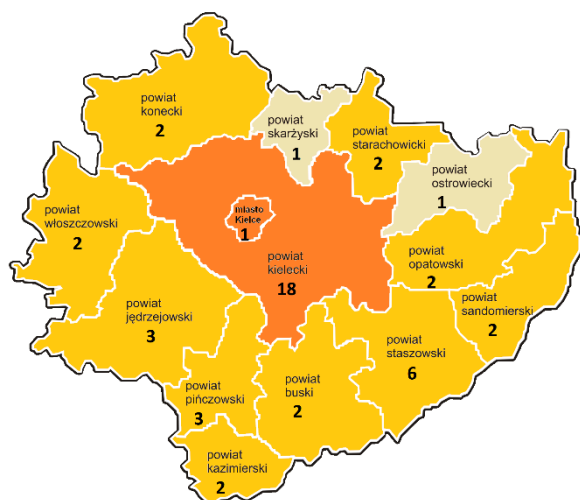 powiat
konecki
2
powiat
skarżyski
1
powiat
starachowicki
2
powiat
ostrowiecki
1
powiat
włoszczowski
2
miasto
Kielce
1
powiat
kielecki
18
powiat
opatowski
2
powiat
sandomierski
2
powiat
jędrzejowski
3
powiat
staszowski
6
powiat
pińczowski
3
powiat
buski
2
powiat
kazimierski
2